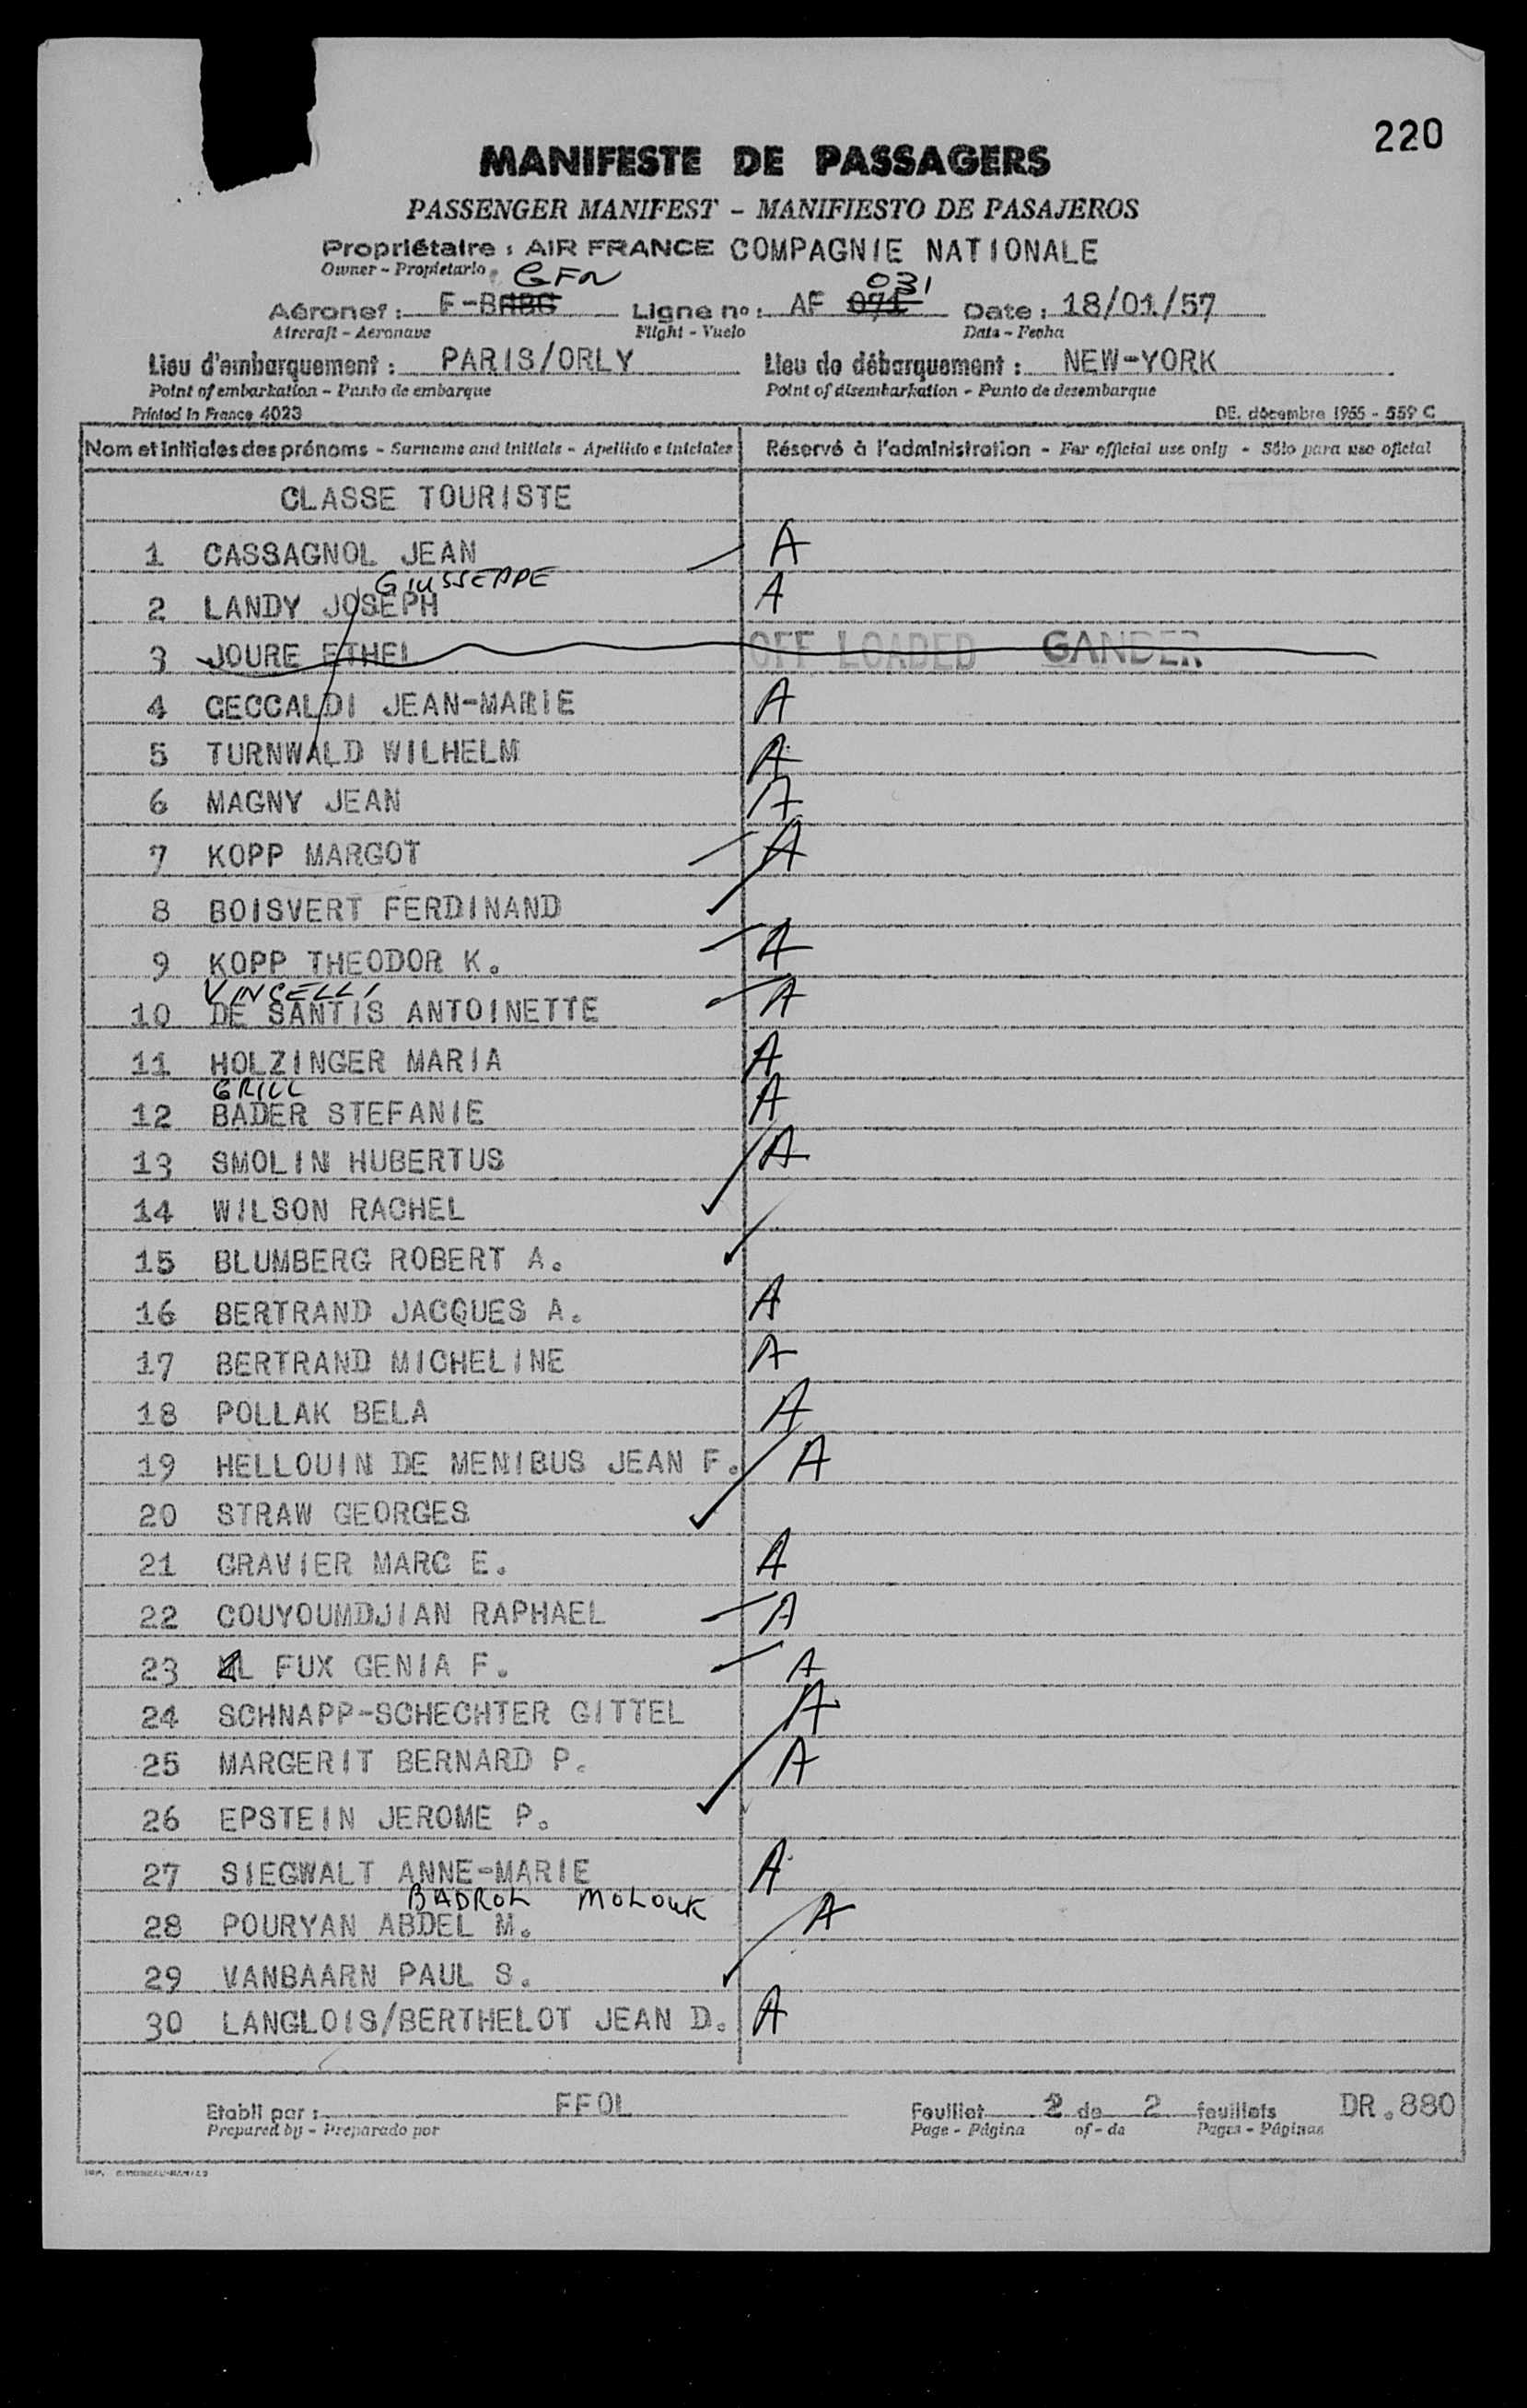 220
MANIFESTE DE PASSAGERS
PASSENGER MANIFEST - MANIFIESTO DE PASAJEROS
Propriétaire : AIR FRANCE COMPAGNIE NATIONALE
Owner - Propietario
GFN 031
Aéronef : F-BHBG Ligne nº : AF 071 Date : 18/01/57
Aircraft - Aeronave Flight - Vuelo Data - Fecha
Lieu d'embarquement : PARIS/ORLY Lieu de débarquement : NEW-YORK
Point of embarkation - Punto de embarque Point of disembarkation - Punto de desembarque
Printed in France 4023 DE. décembre 1955 - 559 C
Nom et initiales des prénoms - Surname and initials - Apellido e iniciales Réservé à l'administration - For official use only - Sólo para uso oficial
CLASSE TOURISTE
1 CASSAGNOL JEAN A
GIUSSEPPE
2 LANDY JOSEPH A
3 JOURE ETHEL OFF LOADED GANDER
4 CECCALDI JEAN-MARIE A
5 TURNWALD WILHELM A
6 MAGNY JEAN A
7 KOPP MARGOT A
8 BOISVERT FERDINAND
9 KOPP THEODOR K. A
VINCELLI
10 DE SANTIS ANTOINETTE A
11 HOLZINGER MARIA A
GRILL
12 BADER STEFANIE A
13 SMOLIN HUBERTUS A
14 WILSON RACHEL
15 BLUMBERG ROBERT A.
16 BERTRAND JACQUES A. A
17 BERTRAND MICHELINE A
18 POLLAK BELA A
19 HELLOUIN DE MENIBUS JEAN F. A
20 STRAW GEORGES
21 GRAVIER MARC E. A
22 COUYOUMDJIAN RAPHAEL A
23 FUX GENIA F. A
24 SCHNAPP-SCHECHTER GITTEL A
25 MARGERIT BERNARD P. A
26 EPSTEIN JEROME P.
27 SIEGWALT ANNE-MARIE A
BADROL MOLOUK
28 POURYAN ABDEL M. A
29 VANBAARN PAUL S.
30 LANGLOIS/BERTHELOT JEAN D. A
Etabli par : FFOL Feuillet 2 de 2 feuillets DR.880
Prepared by - Preparado por Page - Página of - de Pages - Páginas